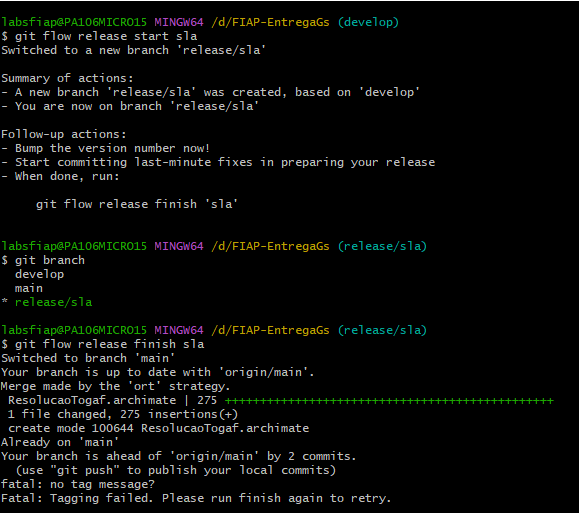 labsfiap@PA106MICRO15 MINGW64 /d/FIAP-EntregaGs (develop)
$ git flow release start sla
Switched to a new branch 'release/sla'
Summary of actions:
- A new branch 'release/sla' was created, based on 'develop'
- You are now on branch 'release/sla'
Follow-up actions:
- Bump the version number now!
- Start committing last-minute fixes in preparing your release
- When done, run:
git flow release finish 'sla'
labsfiap@PA106MICRO15 MINGW64 /d/FIAP-EntregaGs (release/sla)
$ git branch
develop
main
* release/sla
labsfiap@PA106MICRO15 MINGW64 /d/FIAP-EntregaGs (release/sla)
$ git flow release finish sla
Switched to branch 'main'
Your branch is up to date with 'origin/main'.
Merge made by the 'ort' strategy.
ResolucaoTogaf.archimate | 275 +++++++++++++++++++++++++++++++++++++++++++++++
1 file changed, 275 insertions(+)
create mode 100644 ResolucaoTogaf.archimate
Already on 'main'
Your branch is ahead of 'origin/main' by 2 commits.
(use "git push" to publish your local commits)
fatal: no tag message?
Fatal: Tagging failed. Please run finish again to retry.